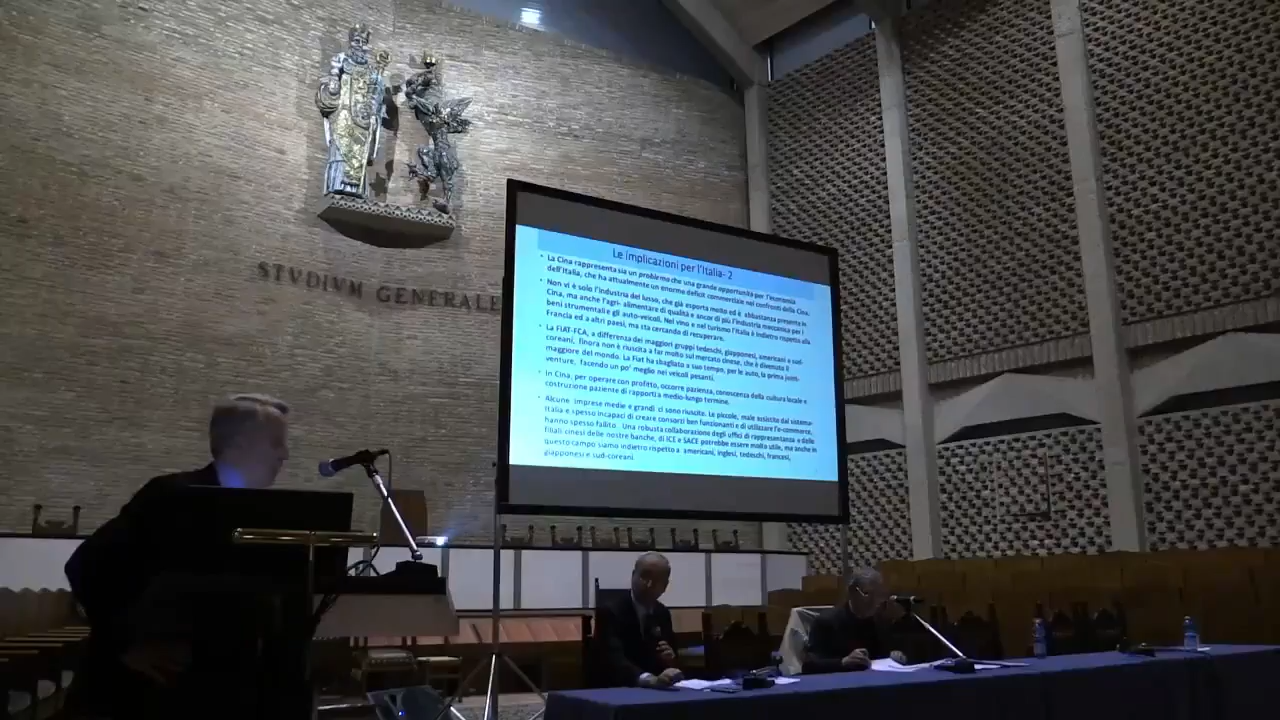 STVDIVM GENERALE
Le implicazioni per l'Italia- 2
• La Cina rappresenta sia un problema che una grande opportunità per l'economia
dell'Italia, che ha attualmente un enorme deficit commerciale nei confronti della Cina.
• Non vi è solo l'industria del lusso, che già esporta molto ed è abbastanza presente in
Cina, ma anche l'agri- alimentare di qualità e ancor di più l'industria meccanica per i
beni strumentali e gli auto-veicoli. Nel vino e nel turismo l'Italia è indietro rispetto alla
Francia ed a altri paesi, ma sta cercando di recuperare.
• La FIAT-FCA, a differenza dei maggiori gruppi tedeschi, giapponesi, americani e sud-
coreani, finora non è riuscita a far molto sul mercato cinese, che è divenuto il
maggiore del mondo. La Fiat ha sbagliato a suo tempo, per le auto, la prima joint-
venture, facendo un po' meglio nei veicoli pesanti.
• In Cina, per operare con profitto, occorre pazienza, conoscenza della cultura locale e
costruzione paziente di rapporti a medio-lungo termine.
• Alcune imprese medie e grandi ci sono riuscite. Le piccole, male assistite dal sistema-
Italia e spesso incapaci di creare consorzi ben funzionanti e di utilizzare l'e-commerce,
hanno spesso fallito. Una robusta collaborazione degli uffici di rappresentanza o delle
filiali cinesi delle nostre banche, di ICE e SACE potrebbe essere molto utile, ma anche in
questo campo siamo indietro rispetto a americani, inglesi, tedeschi, francesi,
giapponesi e sud-coreani.